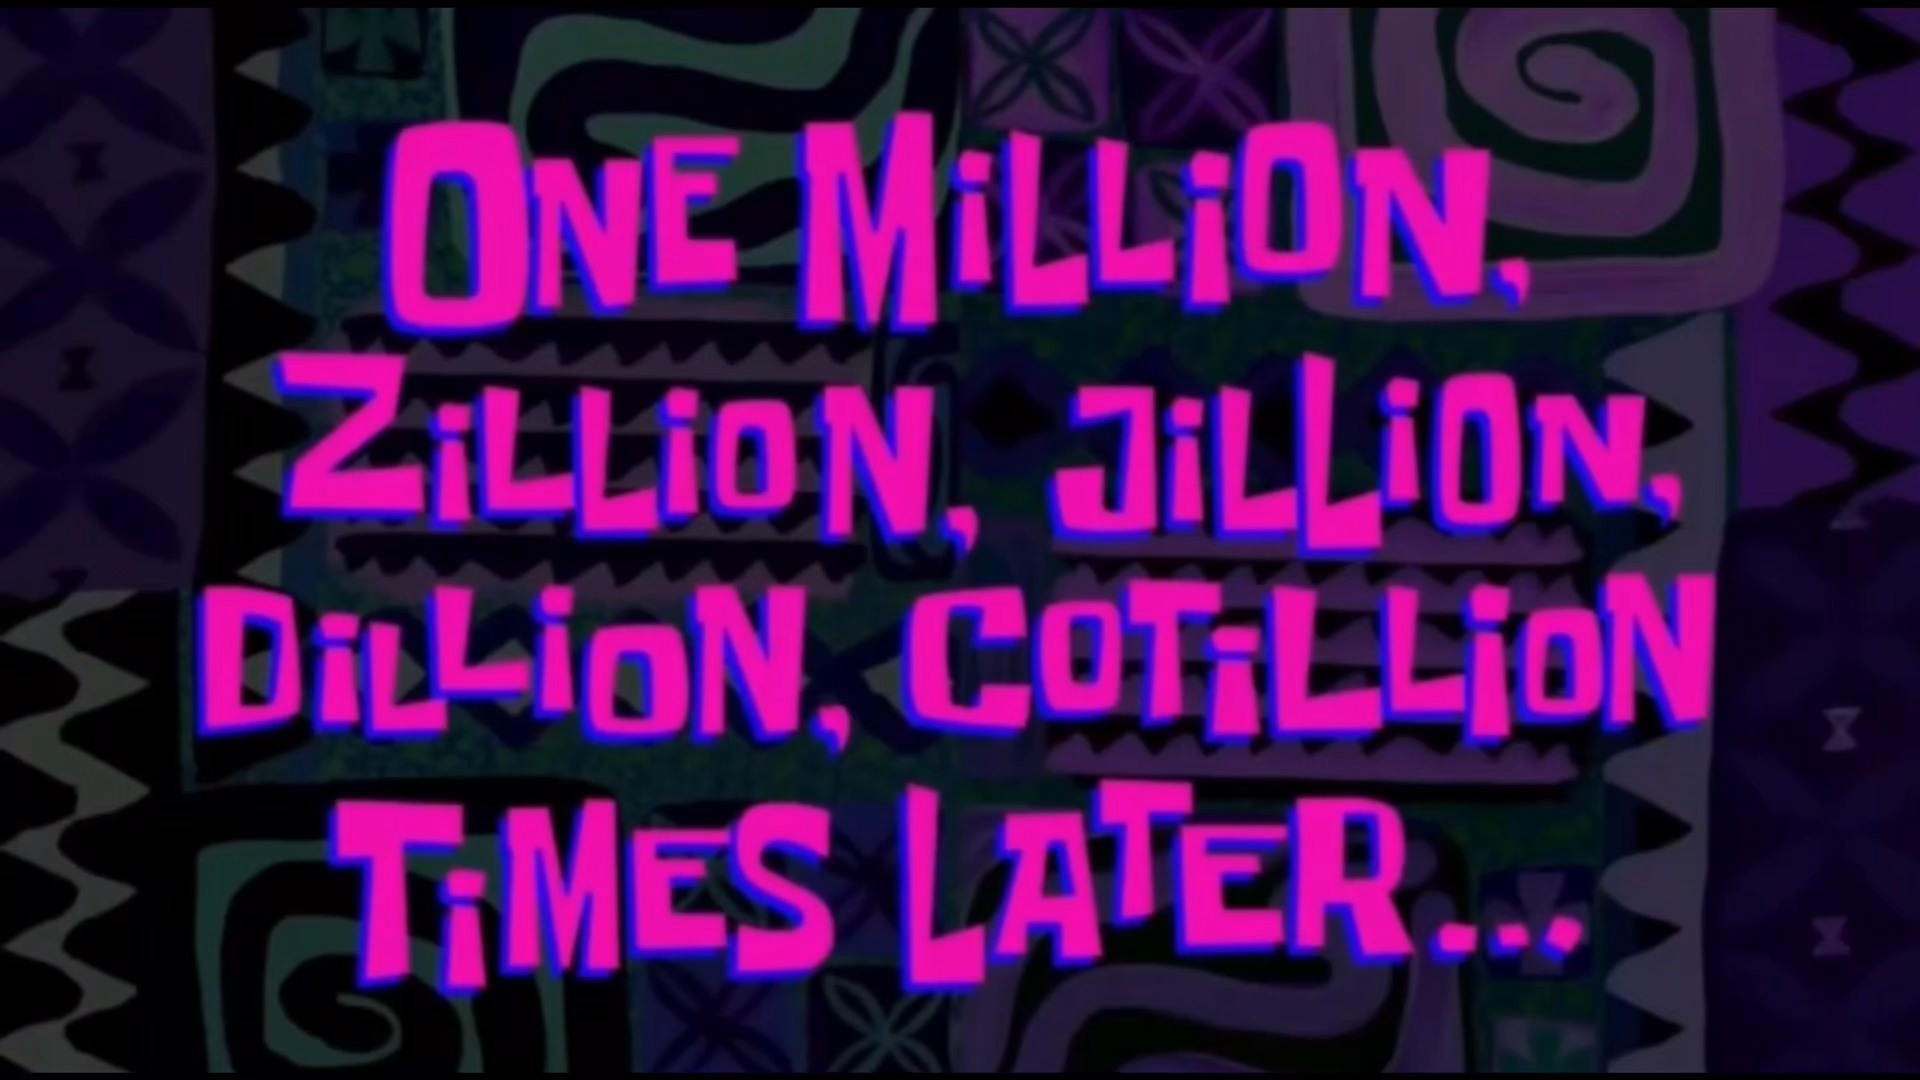 One Million,
Zillion, Jillion,
Dillion, Cotillion
Times Later...